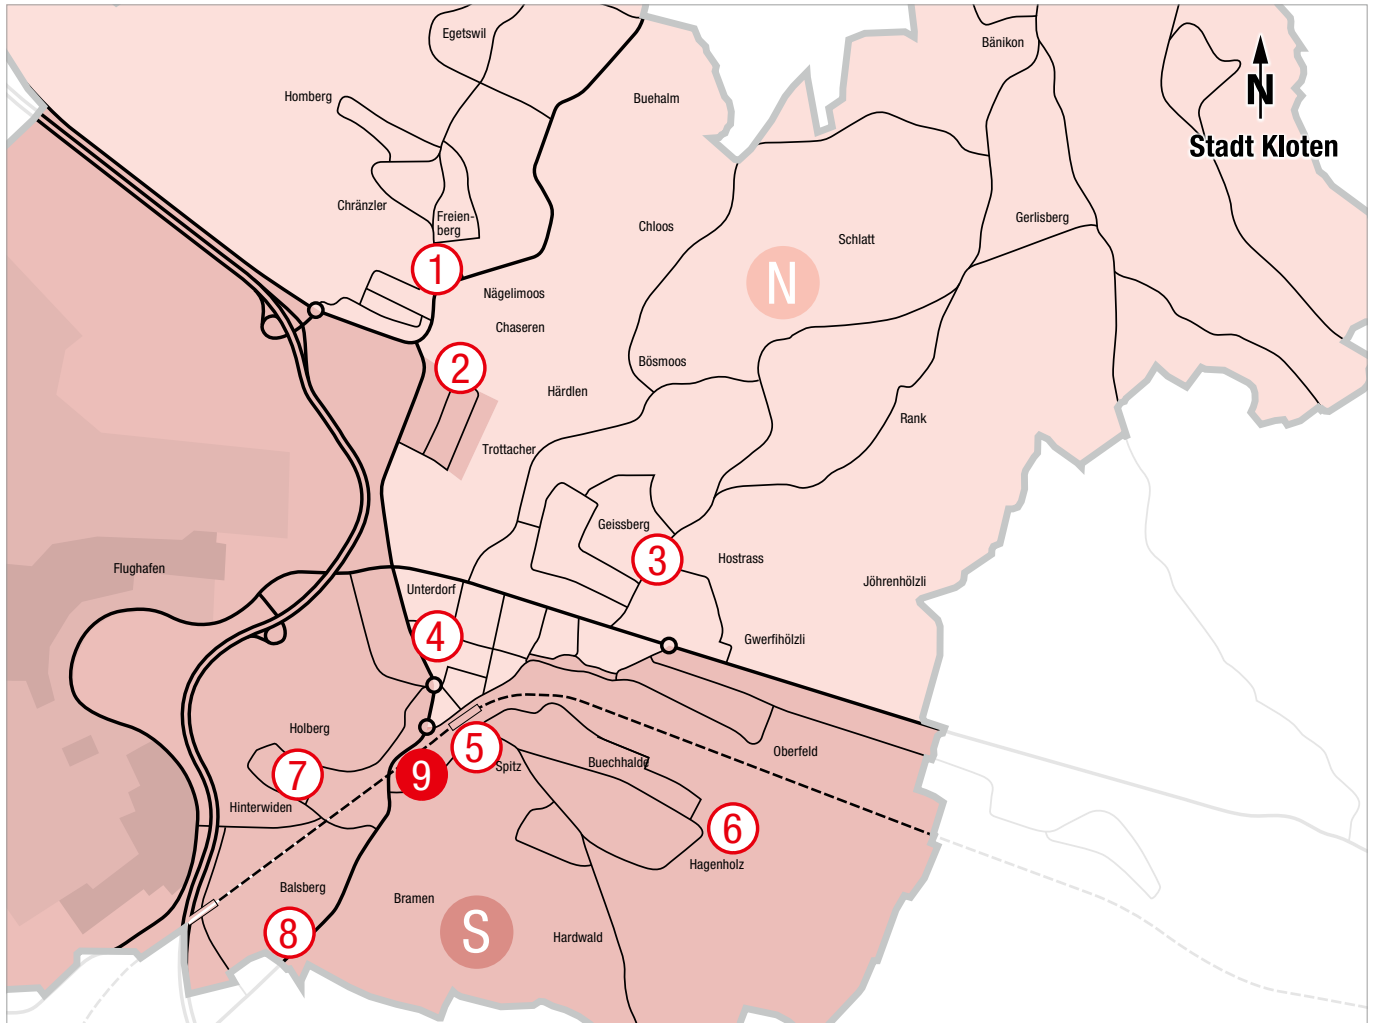 Egetswil
Bänikon
N
Stadt Kloten
Homberg
Buehalm
Chränzler
Freien-
berg
Chloos
Schlatt
Gerlisberg
1
N
Nägelimoos
Chaseren
2
Bösmoos
Härdlen
Rank
Trottacher
Geissberg
3
Hostrass
Flughafen
Unterdorf
Jöhrenhölzli
4
Gwerfihölzli
Holberg
5
Oberfeld
7
9
Spitz
Buechhalde
Hinterwiden
6
Hagenholz
Balsberg
Bramen
8
S
Hardwald